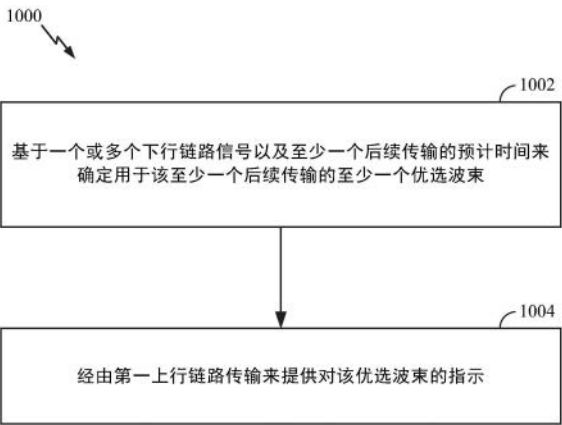 1000
1002
基于一个或多个下行链路信号以及至少一个后续传输的预计时间来
确定用于该至少一个后续传输的至少一个优选波束
1004
经由第一上行链路传输来提供对该优选波束的指示